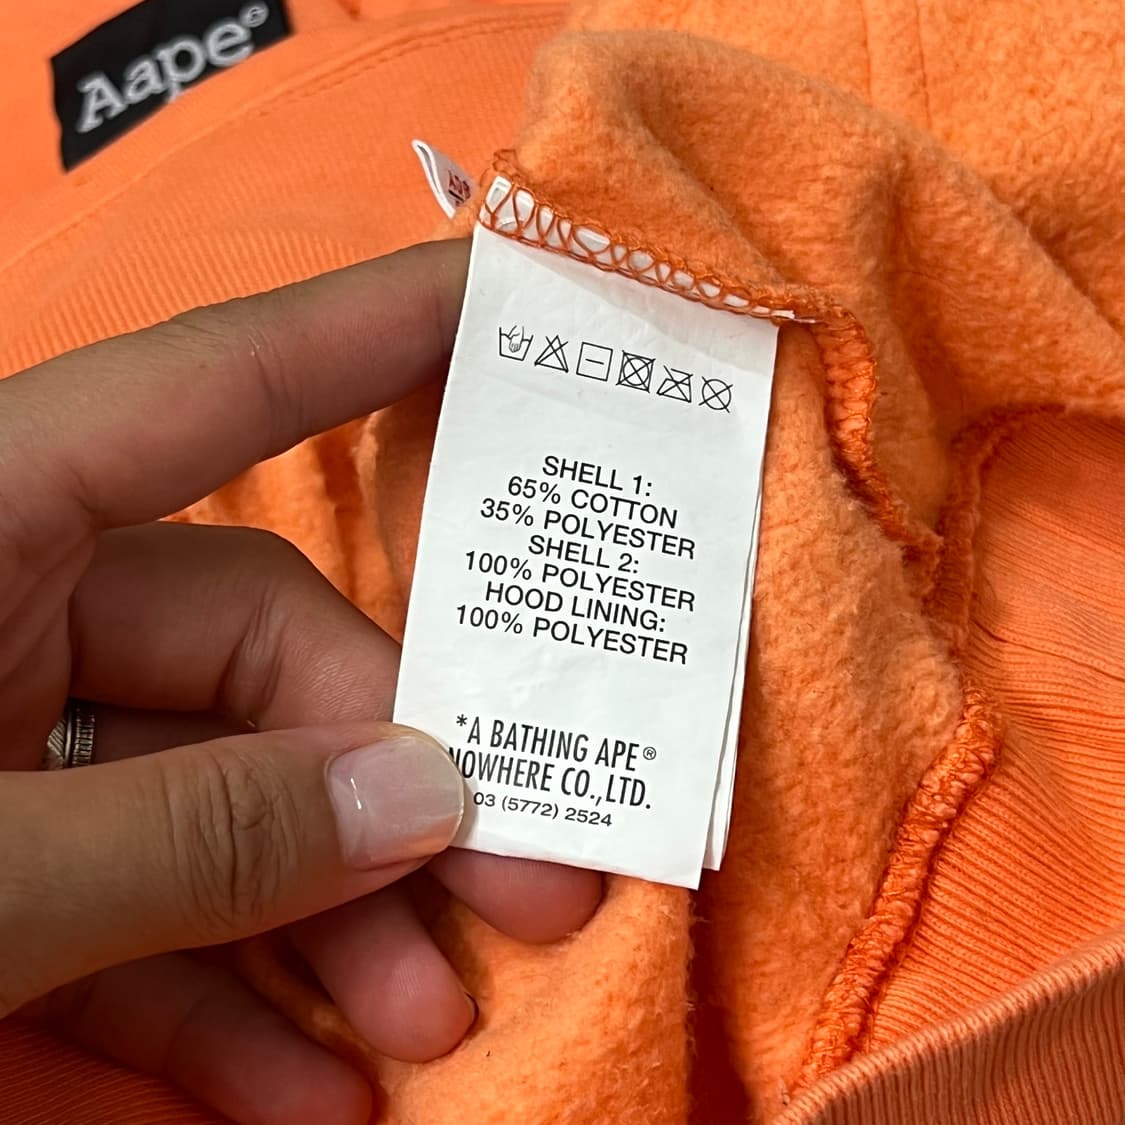 Aape®
SHELL 1:
65% COTTON
35% POLYESTER
SHELL 2:
100% POLYESTER
HOOD LINING:
100% POLYESTER
*A BATHING APE®
NOWHERE CO.,LTD.
03 (5772) 2524